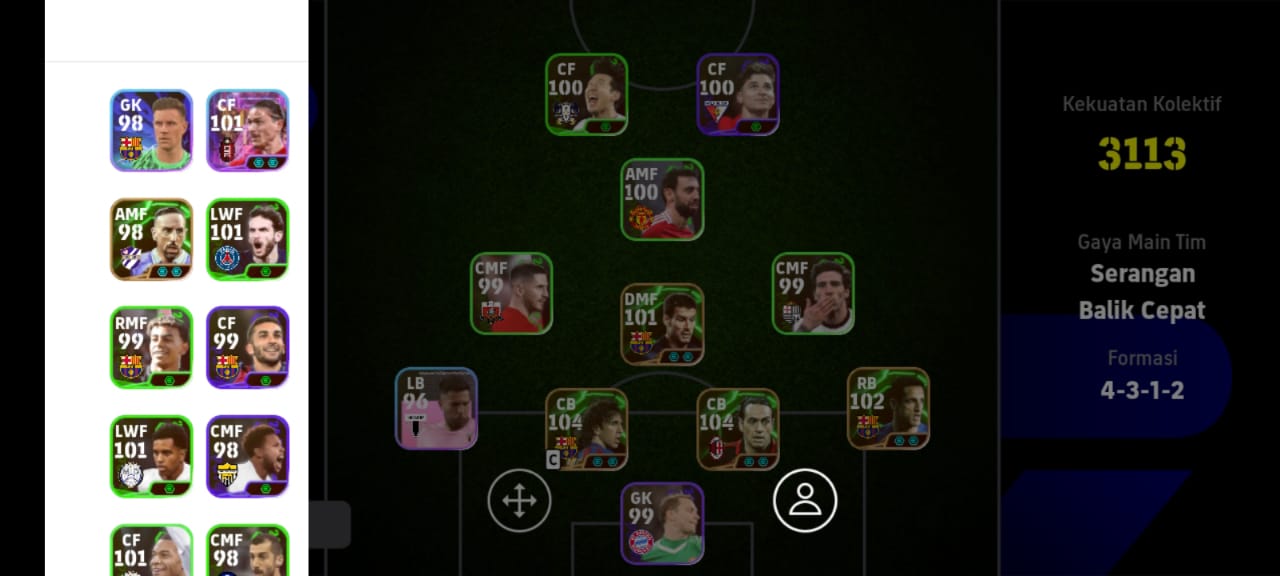 GK
98
CF
101
AMF
98
LWF
101
RMF
99
CF
99
LWF
101
CMF
98
CF
101
CMF
98
CF
100
CF
100
AMF
100
CMF
99
CMF
99
DMF
101
LB
96
CB
104
C
CB
104
RB
102
GK
99
Kekuatan Kolektif
3113
Gaya Main Tim
Serangan
Balik Cepat
Formasi
4-3-1-2